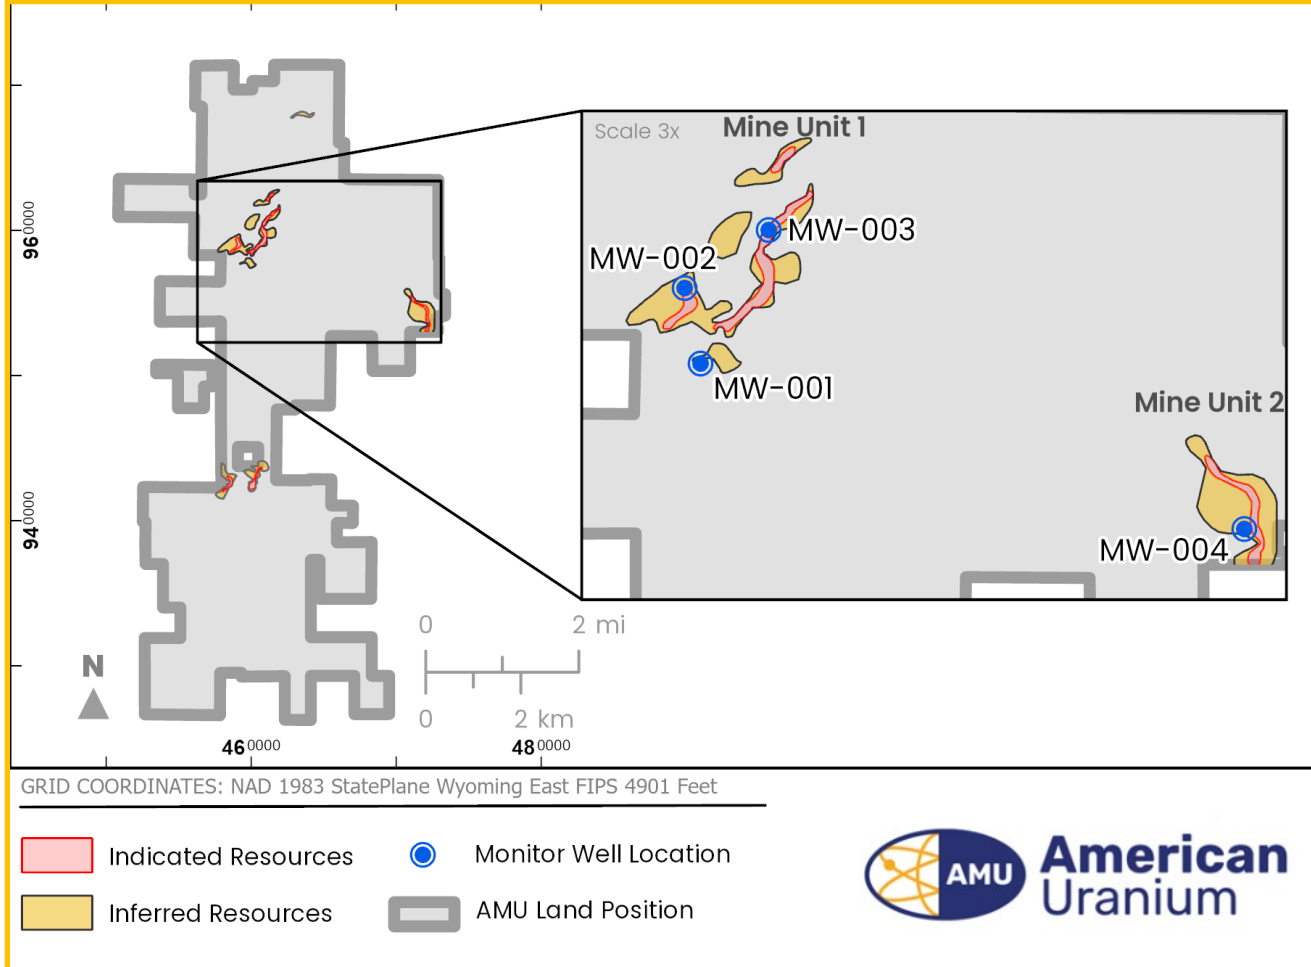 Scale 3x
Mine Unit 1
MW-003
MW-002
MW-001
Mine Unit 2
MW-004
960000
940000
N
0 2 mi
0 2 km
460000 480000
GRID COORDINATES: NAD 1983 StatePlane Wyoming East FIPS 4901 Feet
Indicated Resources
Monitor Well Location
Inferred Resources
AMU Land Position
AMU
American
Uranium